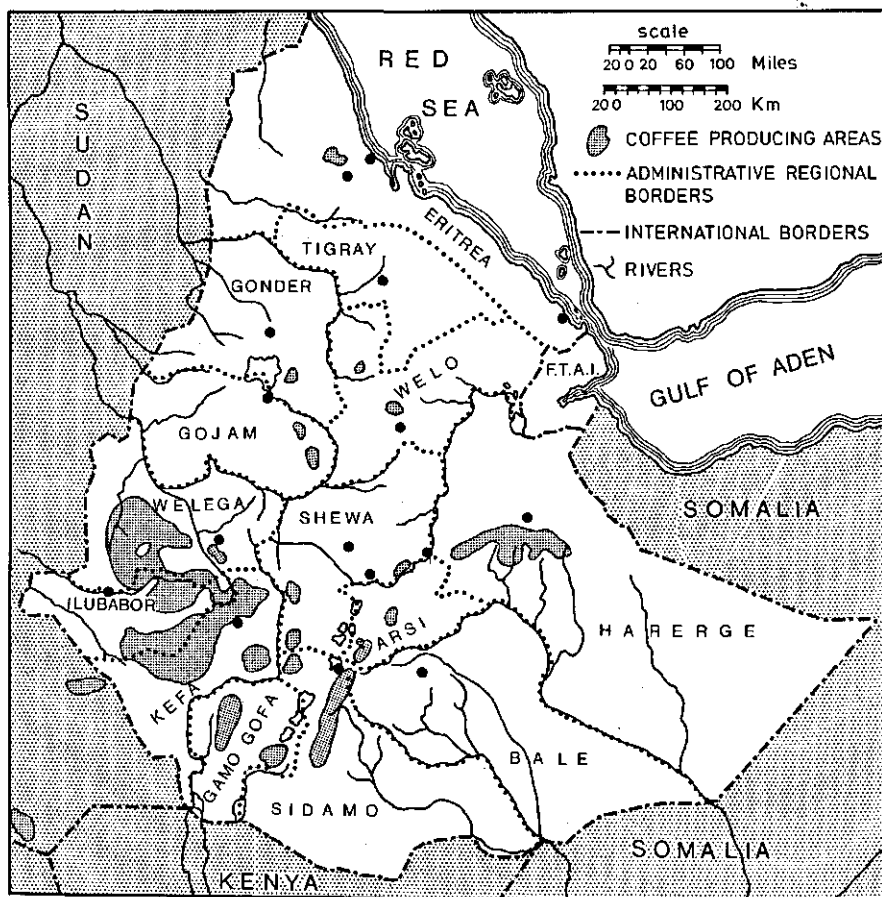 scale
20 0 20 60 100 Miles
20 0 100 200 Km
COFFEE PRODUCING AREAS
ADMINISTRATIVE REGIONAL
BORDERS
INTERNATIONAL BORDERS
RIVERS
RED
SEA
SUDAN
ERITREA
TIGRAY
GONDER
WELO
F.T.A.I.
GULF OF ADEN
GOJAM
SOMALIA
WELEGA
SHEWA
ILUBABOR
ARSI
HARERGE
KEFA
GAMO GOFA
BALE
SIDAMO
SOMALIA
KENYA